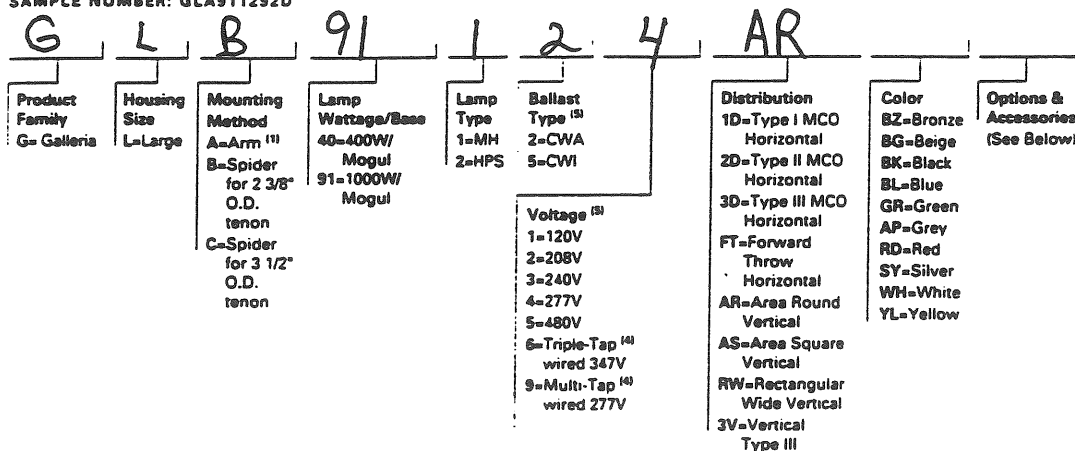 SAMPLE NUMBER: GLA911292D
G L B 91 1 2 4 AR
Product
Family
G= Galleria
Housing
Size
L=Large
Mounting
Method
A=Arm (1)
B=Spider
for 2 3/8"
O.D.
tenon
C=Spider
for 3 1/2"
O.D.
tenon
Lamp
Wattage/Base
40=400W/
Mogul
91=1000W/
Mogul
Lamp
Type
1=MH
2=HPS
Ballast
Type (5)
2=CWA
5=CWI
Voltage (5)
1=120V
2=208V
3=240V
4=277V
5=480V
6=Triple-Tap (4)
wired 347V
9=Multi-Tap (4)
wired 277V
Distribution
1D=Type I MCO
Horizontal
2D=Type II MCO
Horizontal
3D=Type III MCO
Horizontal
FT=Forward
Throw
Horizontal
AR=Area Round
Vertical
AS=Area Square
Vertical
RW=Rectangular
Wide Vertical
3V=Vertical
Type III
Color
BZ=Bronze
BG=Beige
BK=Black
BL=Blue
GR=Green
AP=Grey
RD=Red
SY=Silver
WH=White
YL=Yellow
Options &
Accessories
(See Below)